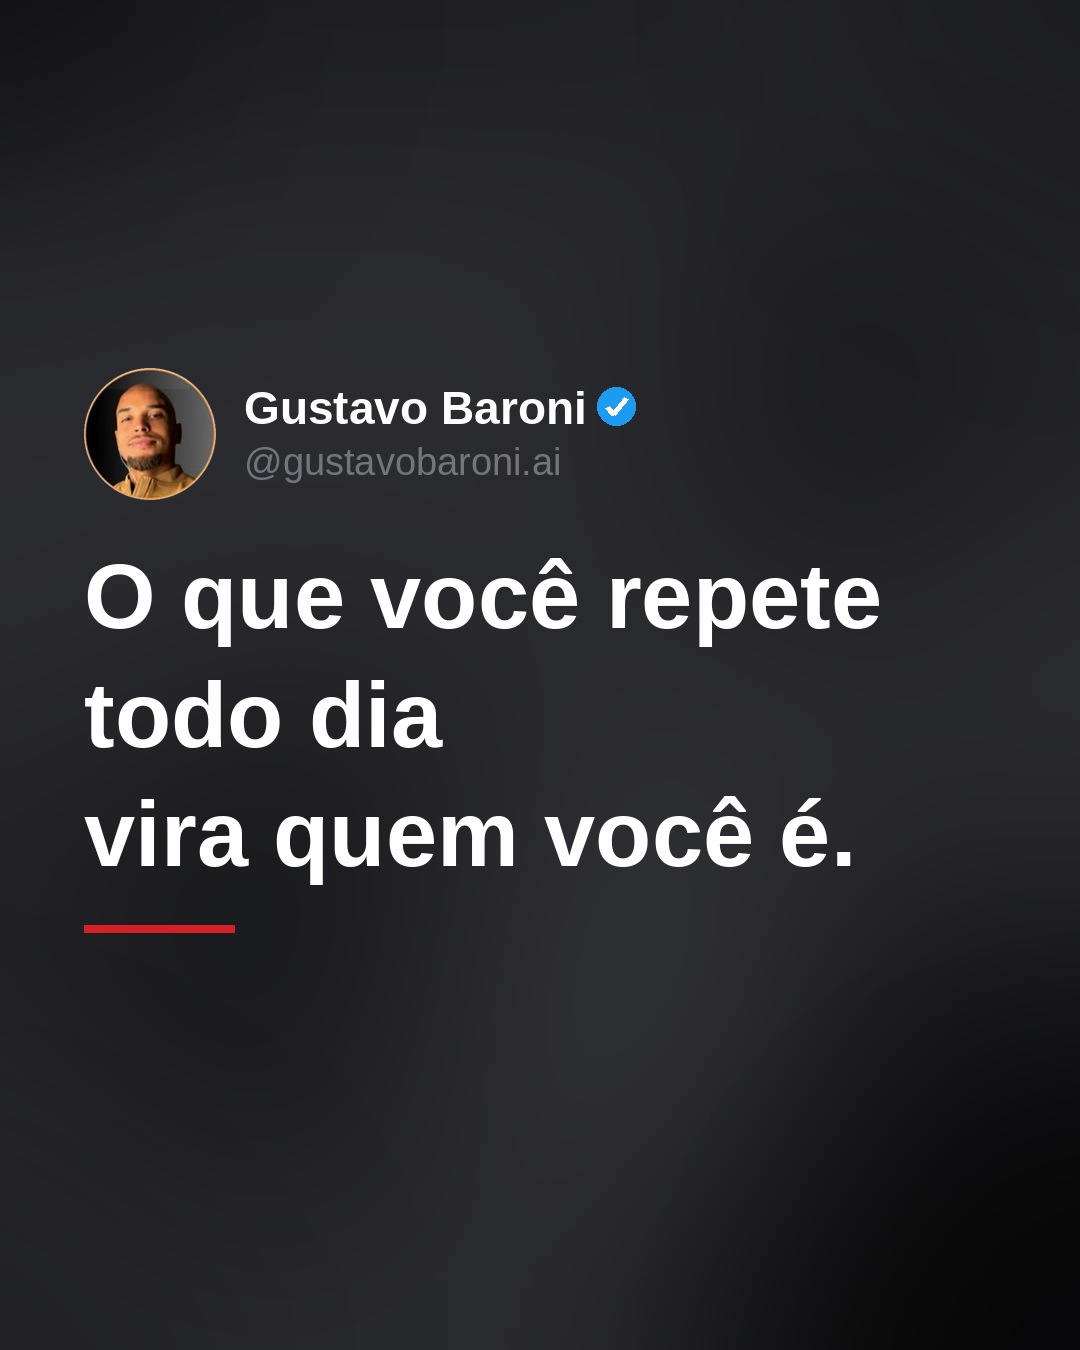 Gustavo Baroni
@gustavobaroni.ai
O que você repete
todo dia
vira quem você é.